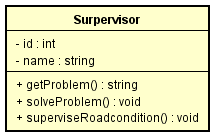 Surpervisor
- id : int
- name : string
+ getProblem() : string
+ solveProblem() : void
+ superviseRoadcondition() : void